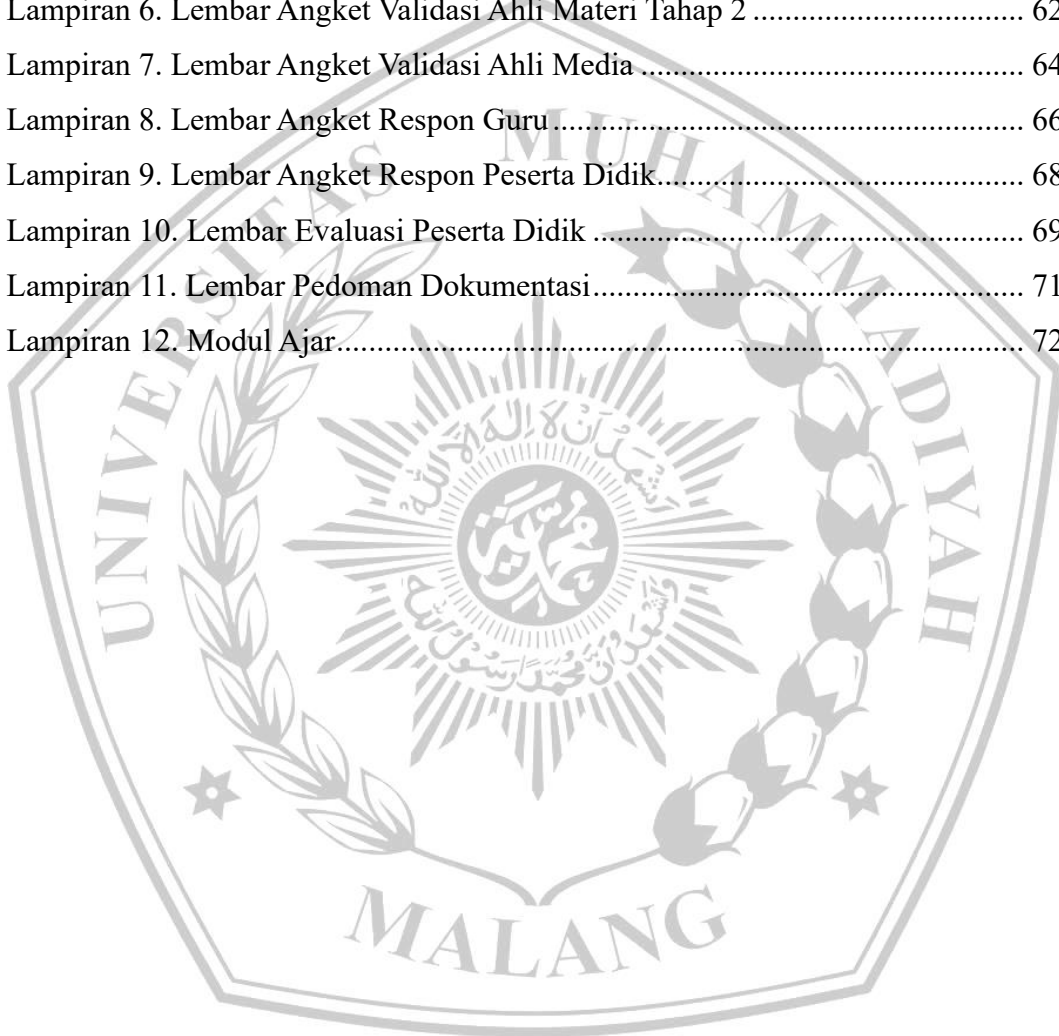 Lampiran 6. Lembar Angket Validasi Ahli Materi Tahap 2 ................................ 62
Lampiran 7. Lembar Angket Validasi Ahli Media ............................................. 64
Lampiran 8. Lembar Angket Respon Guru ....................................................... 66
Lampiran 9. Lembar Angket Respon Peserta Didik........................................... 68
Lampiran 10. Lembar Evaluasi Peserta Didik .................................................. 69
Lampiran 11. Lembar Pedoman Dokumentasi.................................................. 71
Lampiran 12. Modul Ajar................................................................................ 72
UNIVERSITAS MUHAMMADIYAH
MALANG